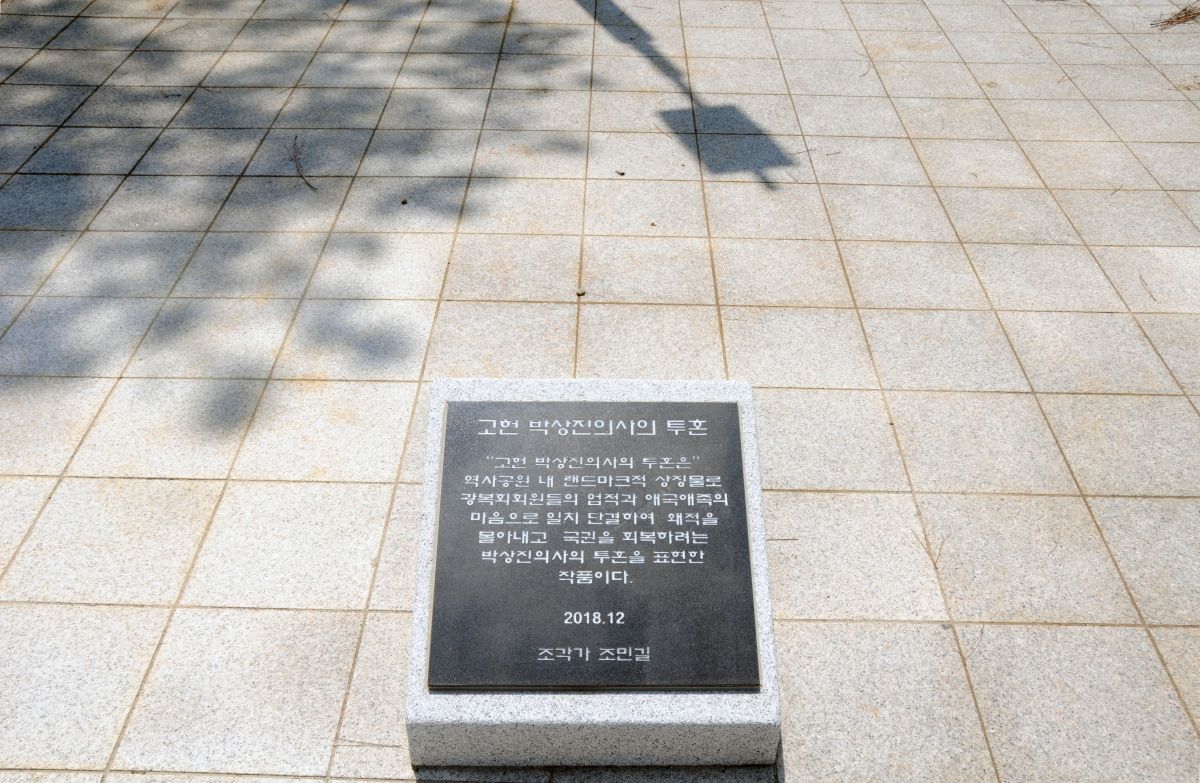 고헌 박상진의사의 투혼
"고헌 박상진의사의 투혼은"
역사공원 내 랜드마크적 상징물로
광복회회원들의 업적과 애국애족의
마음으로 일치 단결하여 왜적을
몰아내고 국권을 회복하려는
박상진의사의 투혼을 표현한
작품이다.
2018.12
조각가 조민길